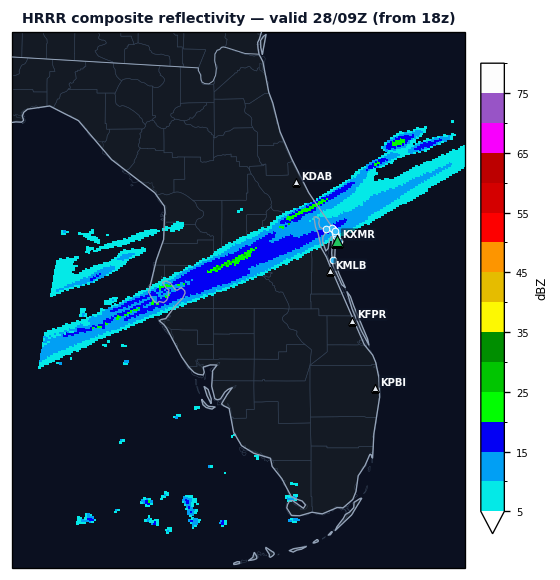 HRRR composite reflectivity — valid 28/09Z (from 18z)
KDAB
KXMR
KMLB
KFPR
KPBI
75
65
55
45
35
25
15
5
dBZ